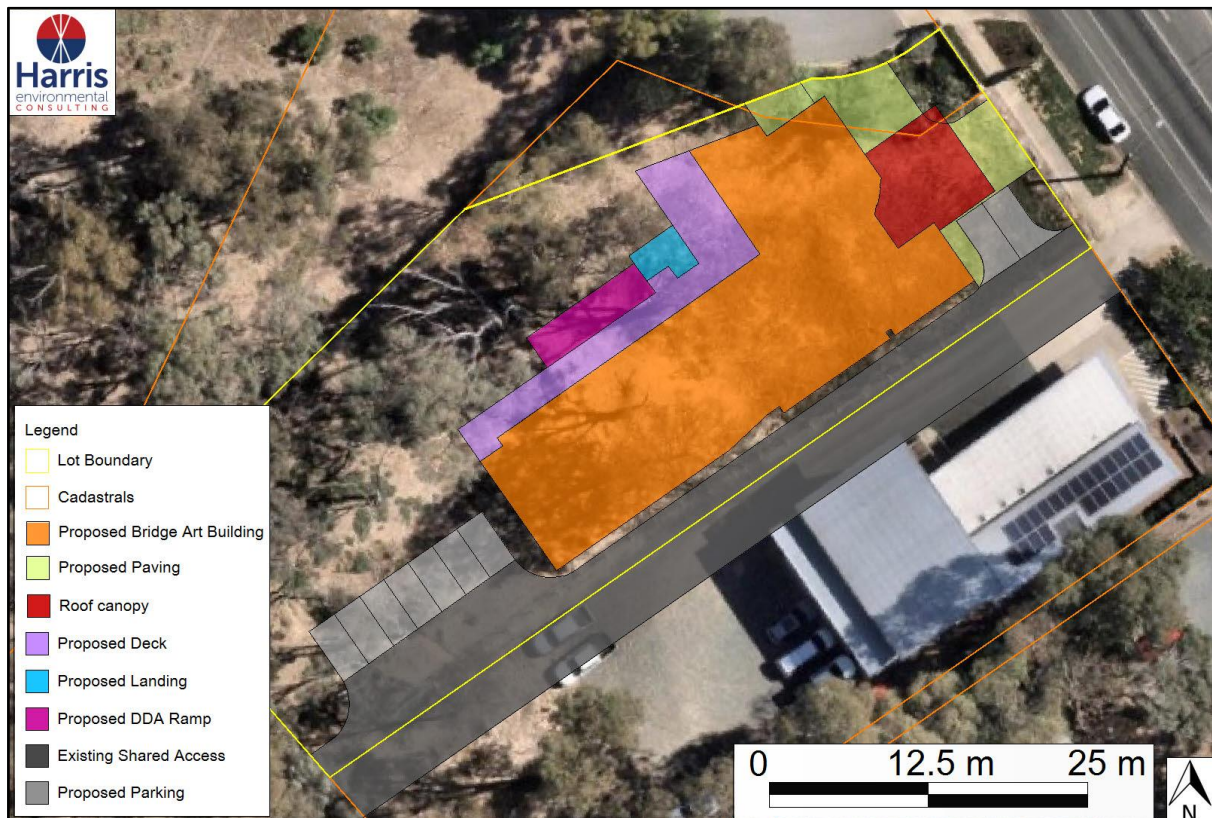 Harris
environmental
CONSULTING
Legend
Lot Boundary
Cadastrals
Proposed Bridge Art Building
Proposed Paving
Roof canopy
Proposed Deck
Proposed Landing
Proposed DDA Ramp
Existing Shared Access
Proposed Parking
0 12.5 m 25 m
N